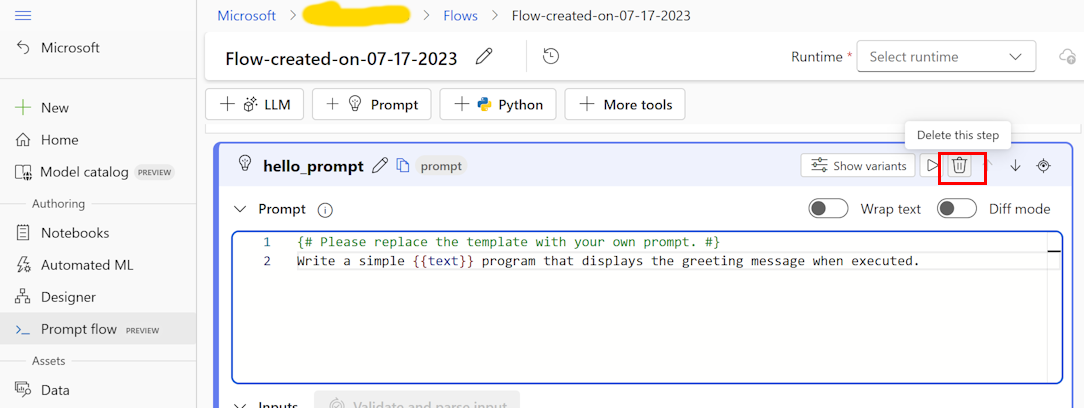 Microsoft > > Flows > Flow-created-on-07-17-2023
Microsoft
Flow-created-on-07-17-2023
Runtime * Select runtime
New
Home
Model catalog PREVIEW
Authoring
Notebooks
Automated ML
Designer
Prompt flow PREVIEW
Assets
Data
+ LLM
+ Prompt
+ Python
+ More tools
Delete this step
hello_prompt prompt
Show variants
Prompt
Wrap text
Diff mode
1 {# Please replace the template with your own prompt. #}
2 Write a simple {{text}} program that displays the greeting message when executed.
Inputs
Validate and parse input